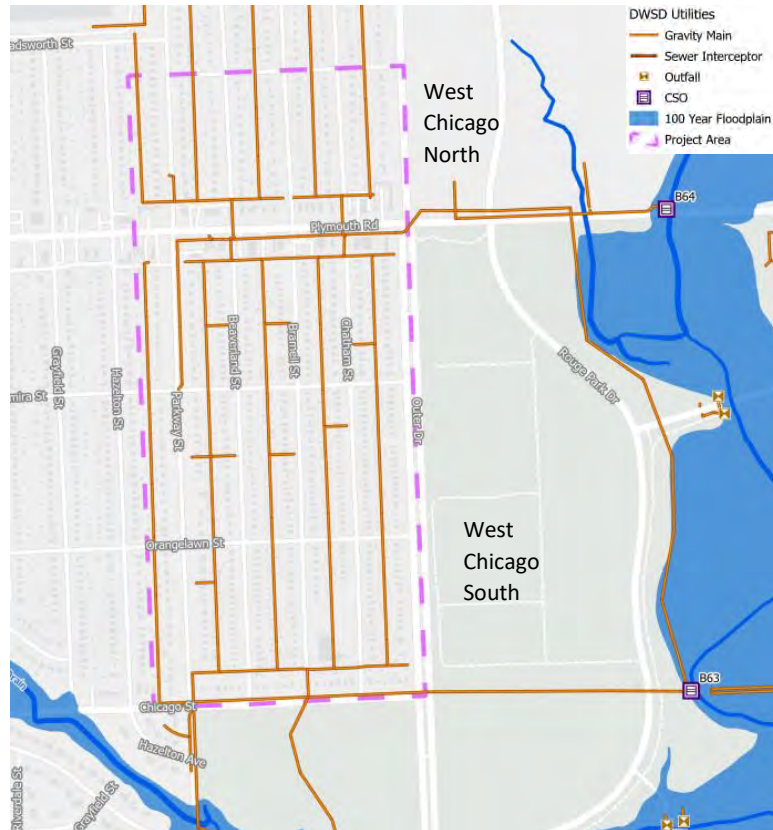 DWSD Utilities
Gravity Main
Sewer Interceptor
Outfall
CSO
100 Year Floodplain
Project Area
adsworth St
West
Chicago
North
B64
Plymouth Rd
Grayfield St
Hazelton St
Parkway St
Beaverland St
Bramell St
Chatham St
Outer Dr
Rouge Park Dr
mira St
Orangelawn St
West
Chicago
South
B63
Chicago St
rain
Hazelton Ave
Riverdale St
Grayfield St